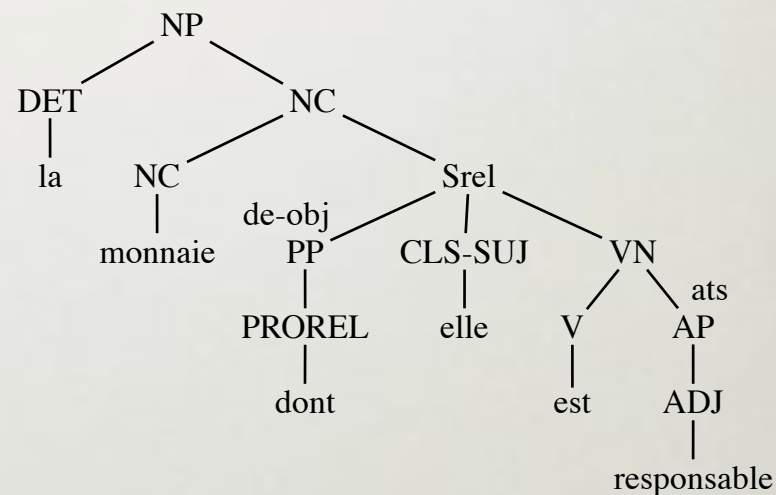 NP
DET NC
la NC Srel
de-obj
monnaie PP CLS-SUJ VN
ats
PROREL elle V AP
dont est ADJ
responsable